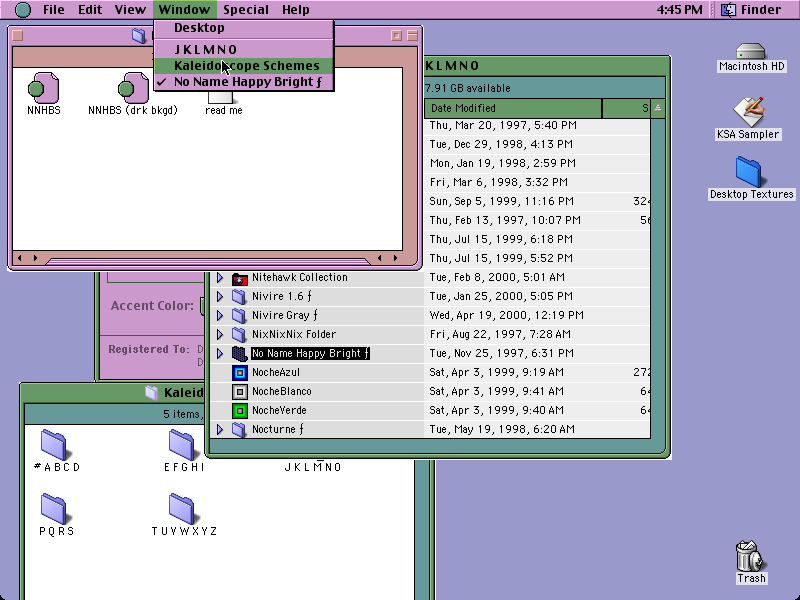 File Edit View Window Special Help 4:45 PM Finder
Desktop
J K L M N O
Kaleidoscope Schemes
✓ No Name Happy Bright ƒ
NNHBS
NNHBS (drk bkgd)
read me
KLMNO
7.91 GB available
Date Modified S
Thu, Mar 20, 1997, 5:40 PM
Tue, Dec 29, 1998, 4:13 PM
Mon, Jan 19, 1998, 2:59 PM
Fri, Mar 6, 1998, 3:32 PM
Sun, Sep 5, 1999, 11:16 PM 324
Thu, Feb 13, 1997, 10:07 PM 56
Thu, Jul 15, 1999, 6:18 PM
Thu, Jul 15, 1999, 5:52 PM
Nitehawk Collection Tue, Feb 8, 2000, 5:01 AM
Nivire 1.6 ƒ Tue, Jan 25, 2000, 5:05 PM
Nivire Gray ƒ Wed, Apr 19, 2000, 12:19 PM
NixNixNix Folder Fri, Aug 22, 1997, 7:28 AM
No Name Happy Bright ƒ Tue, Nov 25, 1997, 6:31 PM
NocheAzul Sat, Apr 3, 1999, 9:19 AM 272
NocheBlanco Sat, Apr 3, 1999, 9:41 AM 64
NocheVerde Sat, Apr 3, 1999, 9:40 AM 64
Nocturne ƒ Tue, May 19, 1998, 6:20 AM
Accent Color:
Registered To: D
D
Kaleid
5 items,
#ABCD
EFGHI
JKLMNO
PQRS
TUVWXYZ
Macintosh HD
KSA Sampler
Desktop Textures
Trash